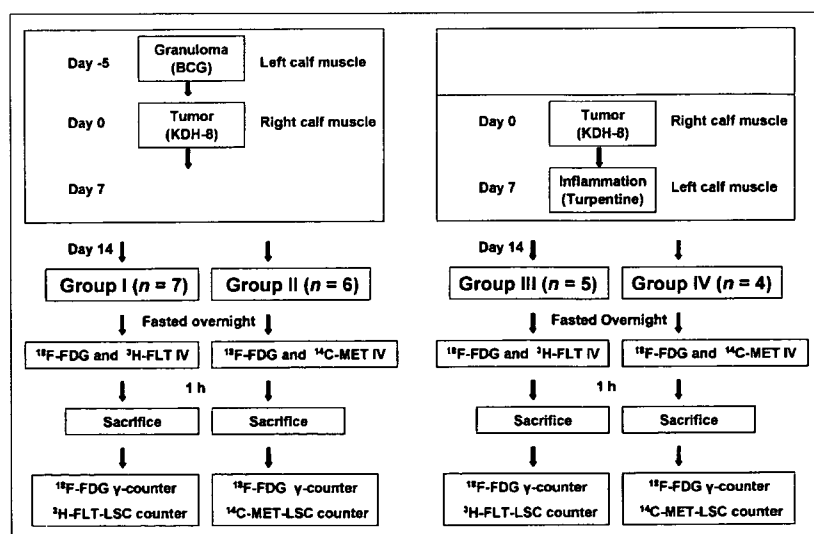 Granuloma
Day -5 (BCG) Left calf muscle
Day 0 Tumor Right calf muscle
(KDH-8)
Day 7
Day 14
Group I (n = 7) Group II (n = 6)
Fasted overnight
¹⁸F-FDG and ³H-FLT IV ¹⁸F-FDG and ¹⁴C-MET IV
1 h
Sacrifice Sacrifice
¹⁸F-FDG γ-counter ¹⁸F-FDG γ-counter
³H-FLT-LSC counter ¹⁴C-MET-LSC counter
Day 0 Tumor Right calf muscle
(KDH-8)
Day 7 Inflammation Left calf muscle
(Turpentine)
Day 14
Group III (n = 5) Group IV (n = 4)
Fasted Overnight
¹⁸F-FDG and ³H-FLT IV ¹⁸F-FDG and ¹⁴C-MET IV
1 h
Sacrifice Sacrifice
¹⁸F-FDG γ-counter ¹⁸F-FDG γ-counter
³H-FLT-LSC counter ¹⁴C-MET-LSC counter